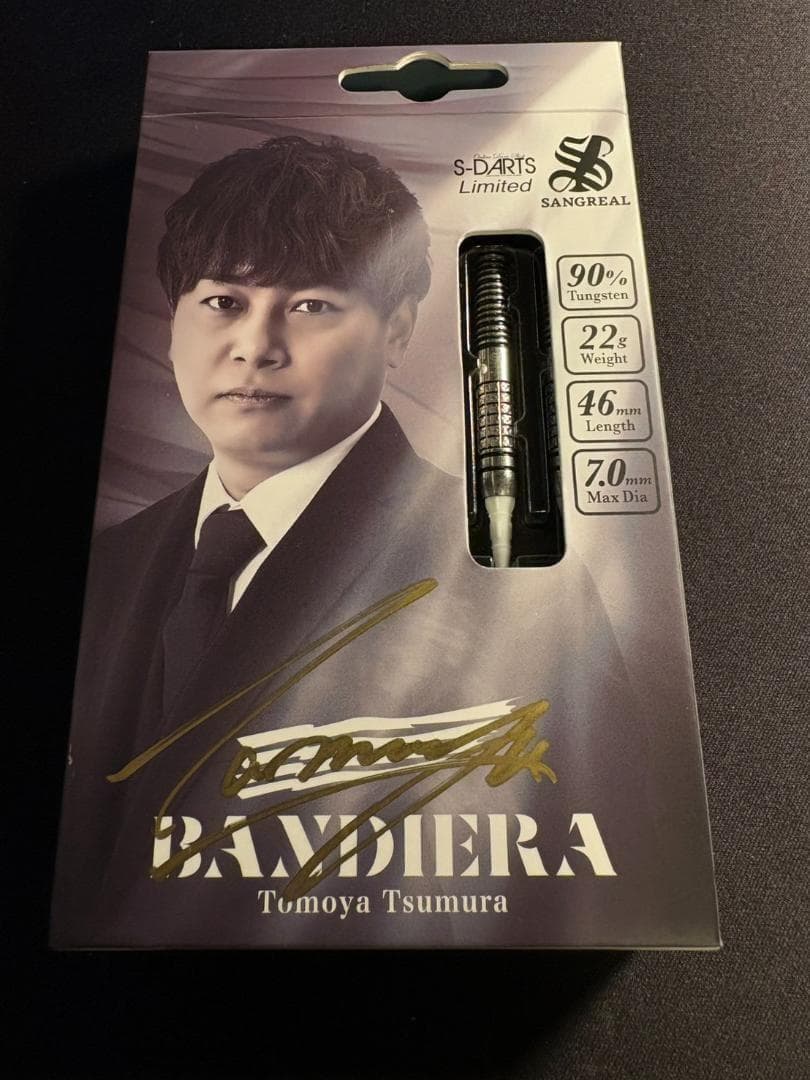 S-DARTS
Limited
SANGREAL
90%
Tungsten
22g
Weight
46mm
Length
7.0mm
Max Dia
BANDIERA
Tomoya Tsumura